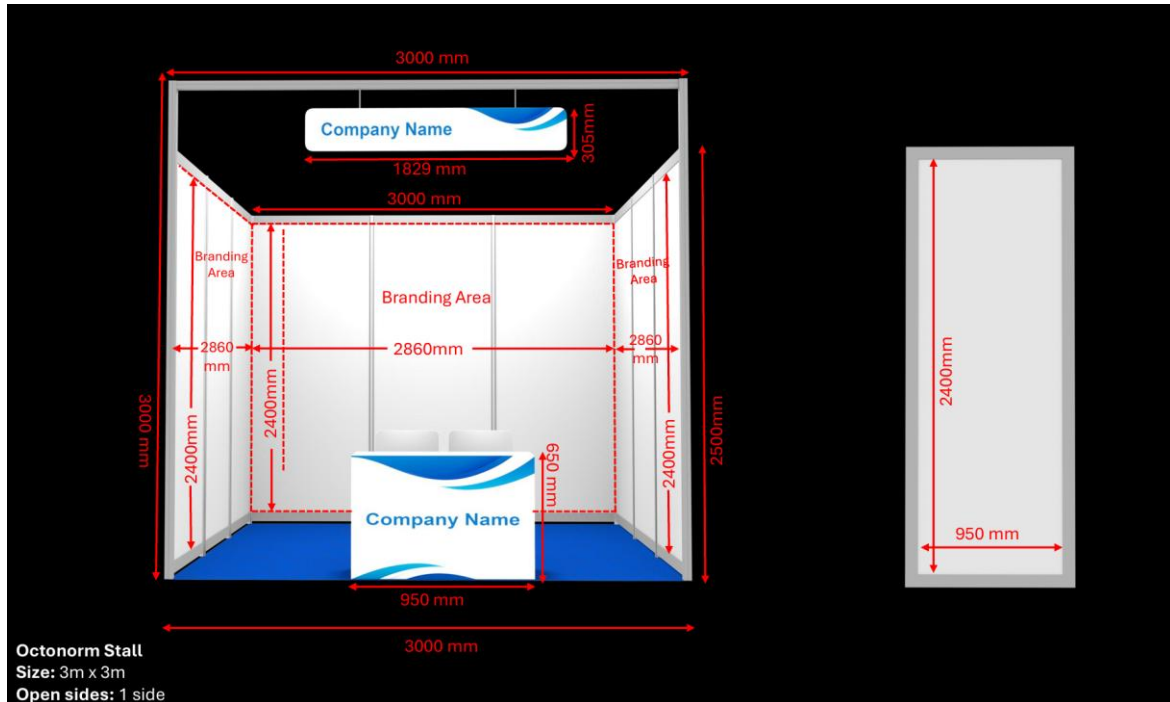 3000 mm
Company Name
305mm
1829 mm
3000 mm
Branding
Area
Branding Area
Branding
Area
2860
mm
2860mm
2860
mm
3000 mm
2400mm
2400mm
2400mm
2500mm
650 mm
Company Name
950 mm
3000 mm
2400mm
950 mm
Octonorm Stall
Size: 3m x 3m
Open sides: 1 side